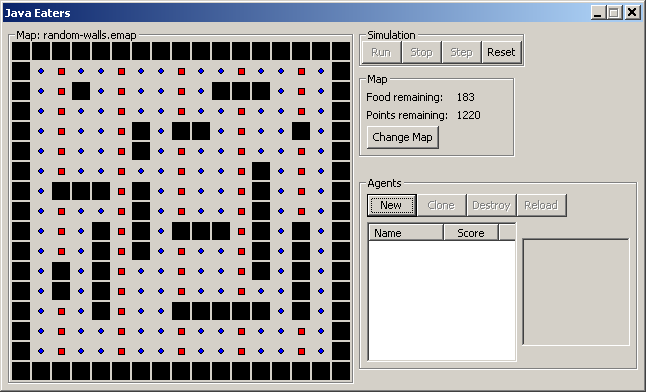 Java Eaters
Map: random-walls.emap
Simulation
Run Stop Step Reset
Map
Food remaining: 183
Points remaining: 1220
Change Map
Agents
New Clone Destroy Reload
Name Score